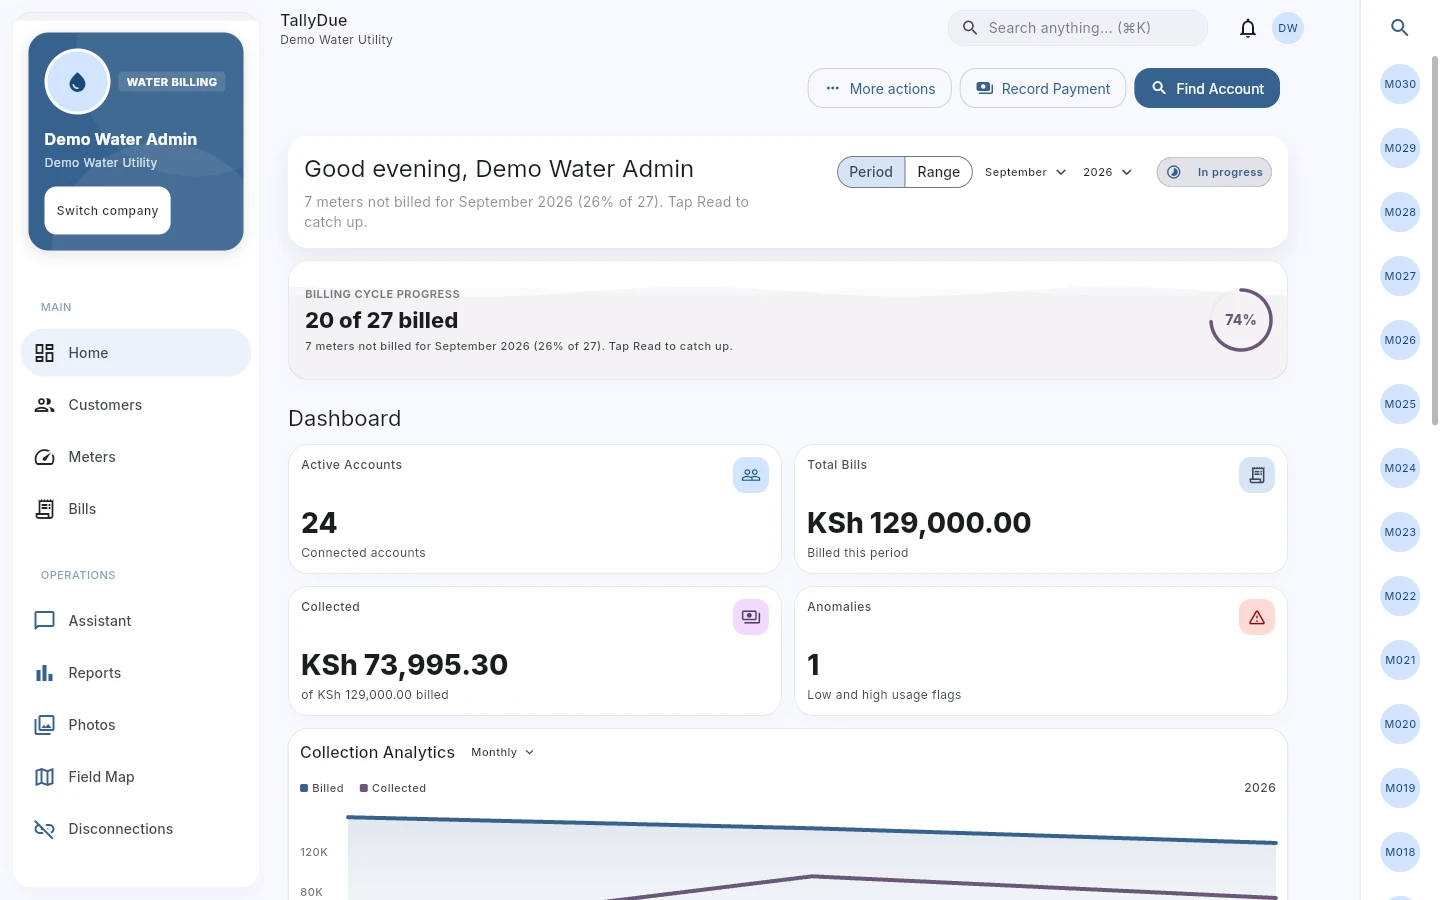 WATER BILLING
Demo Water Admin
Demo Water Utility
Switch company
MAIN
Home
Customers
Meters
Bills
OPERATIONS
Assistant
Reports
Photos
Field Map
Disconnections
TallyDue
Demo Water Utility
Search anything... (⌘K)
DW
More actions
Record Payment
Find Account
Good evening, Demo Water Admin
7 meters not billed for September 2026 (26% of 27). Tap Read to
catch up.
Period
Range
September
2026
In progress
BILLING CYCLE PROGRESS
20 of 27 billed
7 meters not billed for September 2026 (26% of 27). Tap Read to catch up.
74%
Dashboard
Active Accounts
24
Connected accounts
Total Bills
KSh 129,000.00
Billed this period
Collected
KSh 73,995.30
of KSh 129,000.00 billed
Anomalies
1
Low and high usage flags
Collection Analytics
Monthly
Billed
Collected
2026
120K
80K
M030
M029
M028
M027
M026
M025
M024
M023
M022
M021
M020
M019
M018